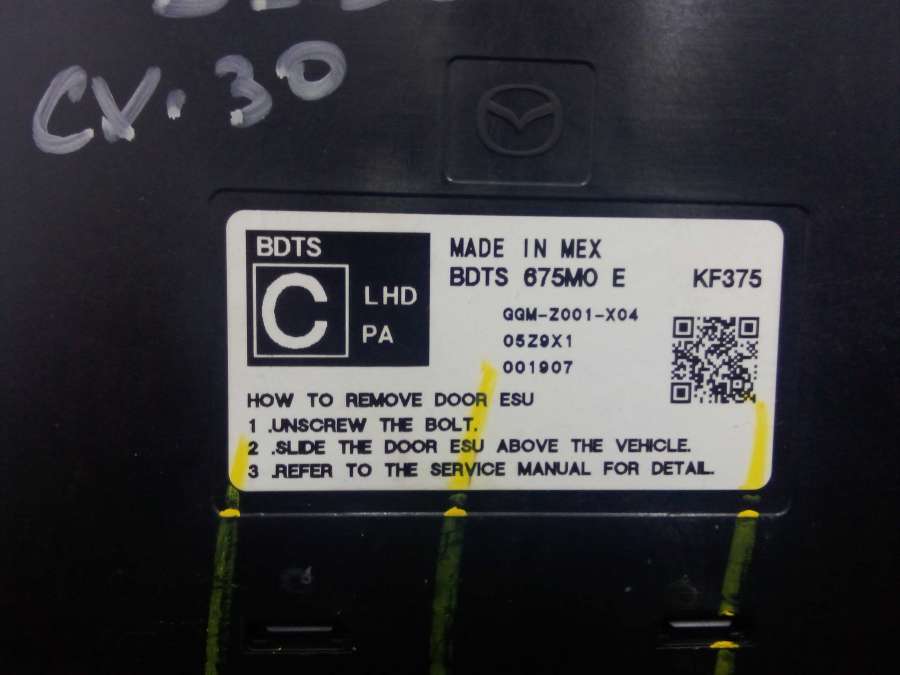 CX-30
BDTS
C
LHD
PA
MADE IN MEX
BDTS 675M0 E
KF375
GGM-Z001-X04
05Z9X1
001907
HOW TO REMOVE DOOR ESU
1 .UNSCREW THE BOLT.
2 .SLIDE THE DOOR ESU ABOVE THE VEHICLE.
3 .REFER TO THE SERVICE MANUAL FOR DETAIL.